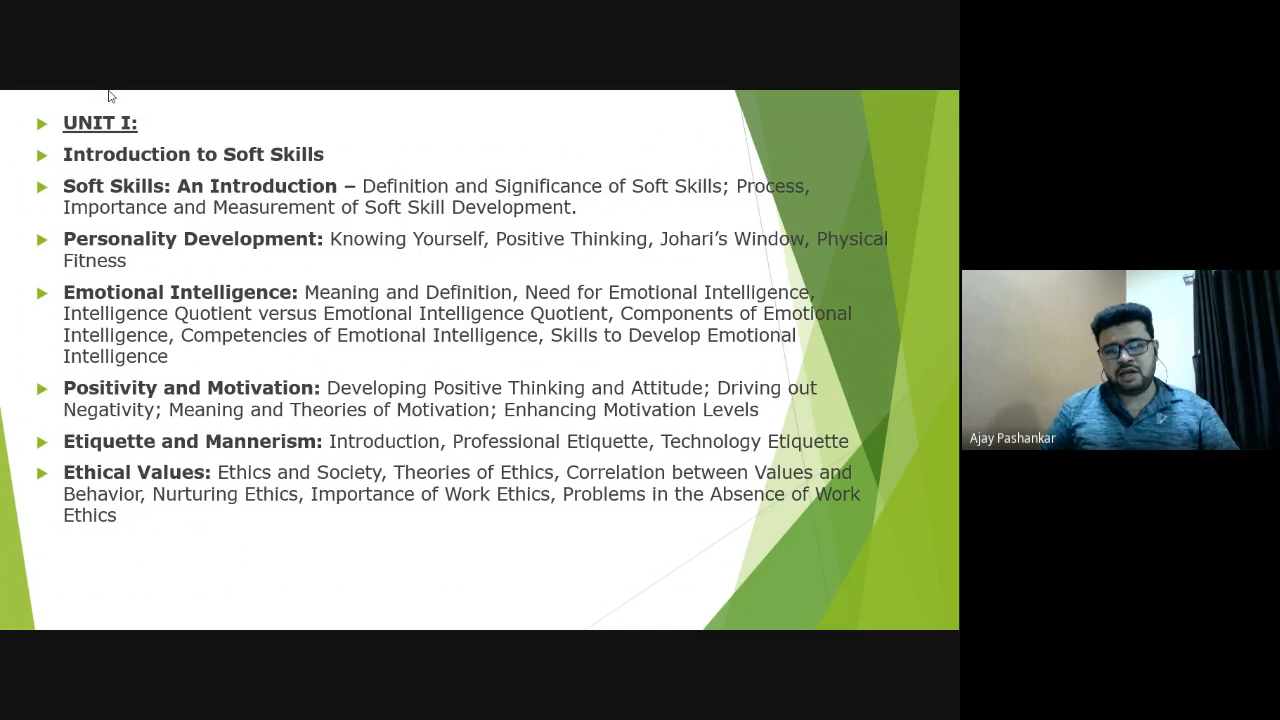 UNIT I:
Introduction to Soft Skills
Soft Skills: An Introduction – Definition and Significance of Soft Skills; Process,
Importance and Measurement of Soft Skill Development.
Personality Development: Knowing Yourself, Positive Thinking, Johari’s Window, Physical
Fitness
Emotional Intelligence: Meaning and Definition, Need for Emotional Intelligence,
Intelligence Quotient versus Emotional Intelligence Quotient, Components of Emotional
Intelligence, Competencies of Emotional Intelligence, Skills to Develop Emotional
Intelligence
Positivity and Motivation: Developing Positive Thinking and Attitude; Driving out
Negativity; Meaning and Theories of Motivation; Enhancing Motivation Levels
Etiquette and Mannerism: Introduction, Professional Etiquette, Technology Etiquette
Ethical Values: Ethics and Society, Theories of Ethics, Correlation between Values and
Behavior, Nurturing Ethics, Importance of Work Ethics, Problems in the Absence of Work
Ethics
Ajay Pashankar